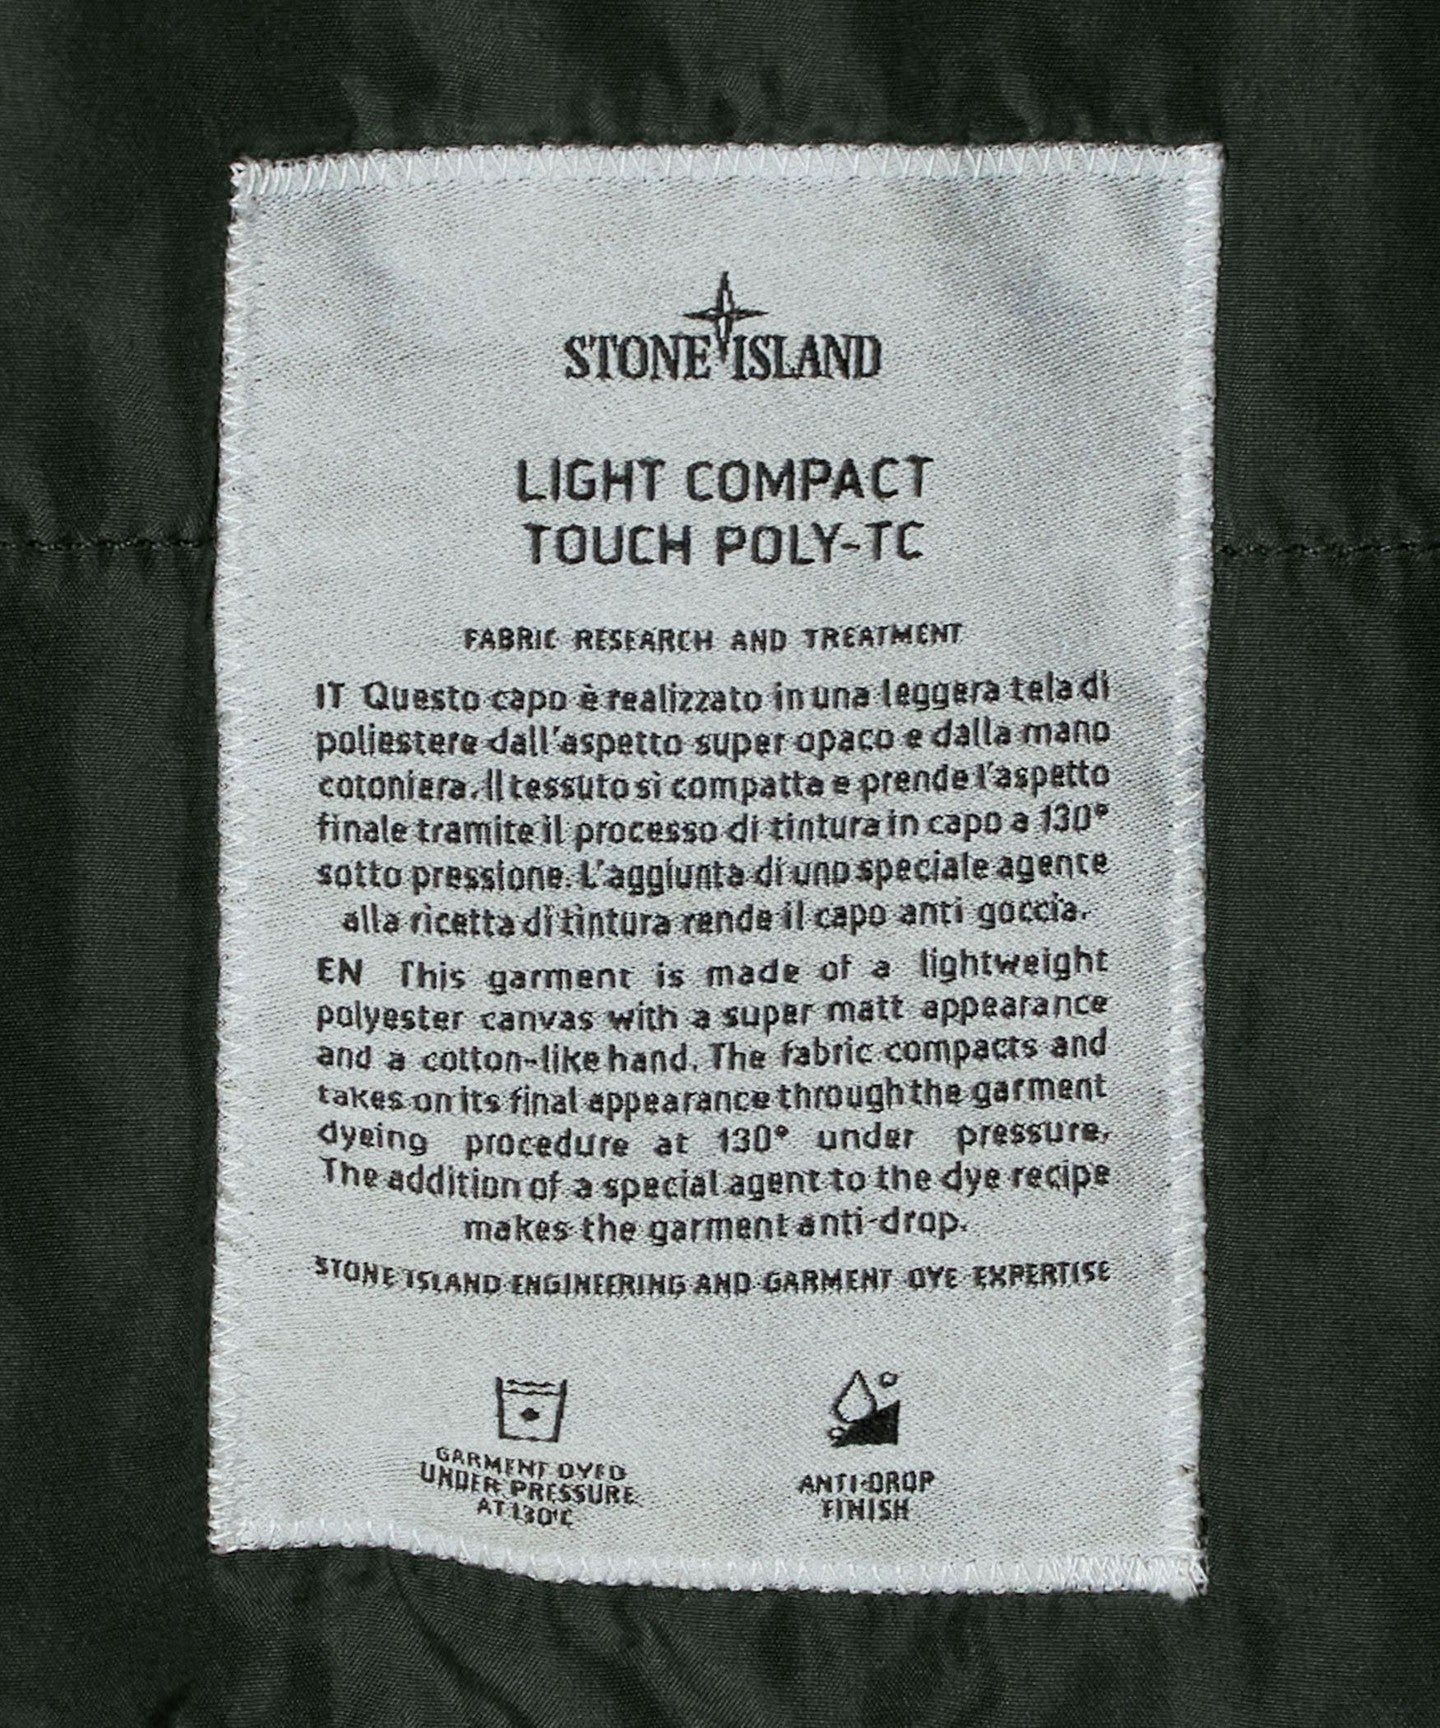 STONE ISLAND
LIGHT COMPACT
TOUCH POLY-TC
FABRIC RESEARCH AND TREATMENT
IT Questo capo è realizzato in una leggera tela di
poliestere dall'aspetto super opaco e dalla mano
cotoniera. Il tessuto si compatta e prende l'aspetto
finale tramite il processo di tintura in capo a 130°
sotto pressione. L'aggiunta di uno speciale agente
alla ricetta di tintura rende il capo anti goccia.
EN This garment is made of a lightweight
polyester canvas with a super matt appearance
and a cotton-like hand. The fabric compacts and
takes on its final appearance through the garment
dyeing procedure at 130° under pressure.
The addition of a special agent to the dye recipe
makes the garment anti-drop.
STONE ISLAND ENGINEERING AND GARMENT DYE EXPERTISE
GARMENT DYED
UNDER PRESSURE
AT 130°C
ANTI-DROP
FINISH